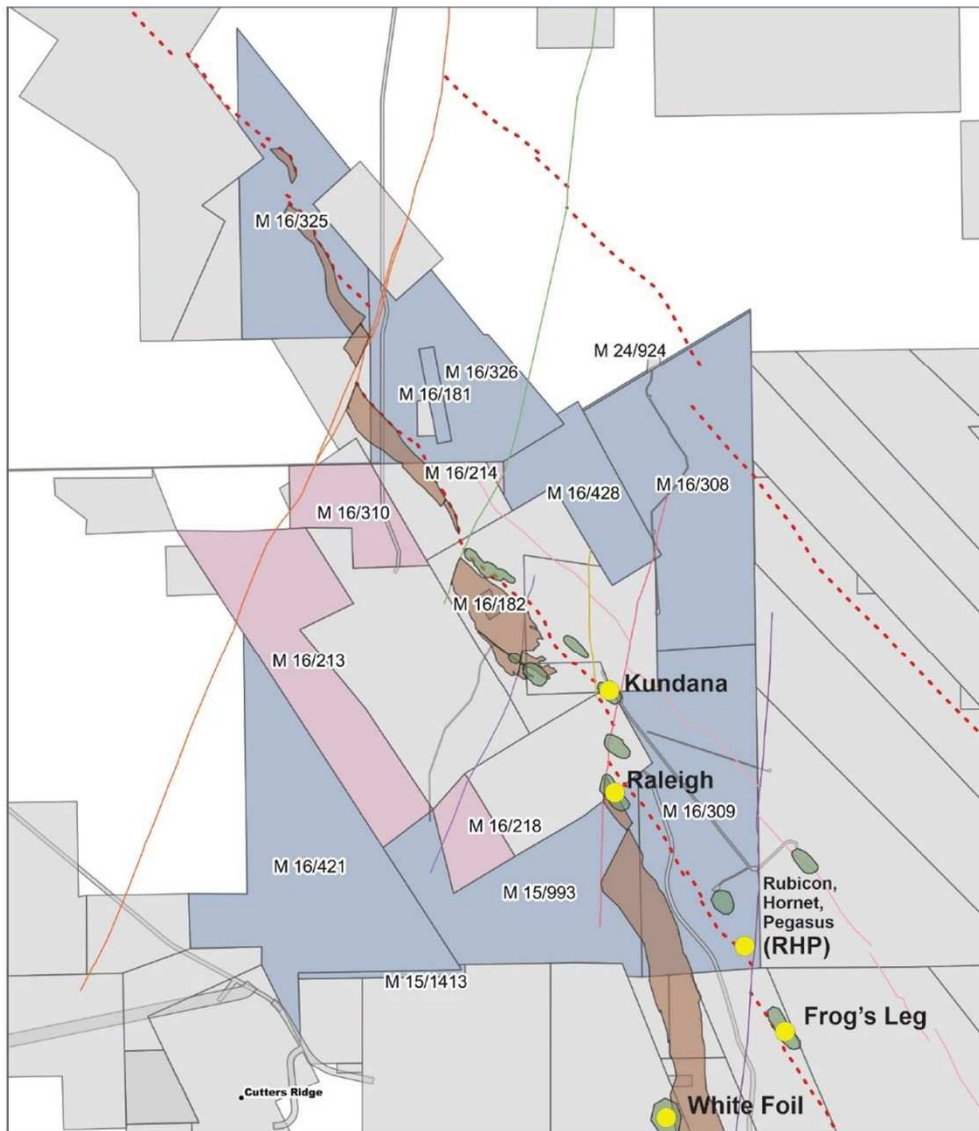 M 16/325
M 24/924
M 16/326
M 16/181
M 16/214
M 16/428
M 16/308
M 16/310
M 16/182
M 16/213
Kundana
Raleigh
M 16/309
M 16/218
M 16/421
M 15/993
Rubicon,
Hornet,
Pegasus
(RHP)
M 15/1413
Frog's Leg
Cutters Ridge
White Foil